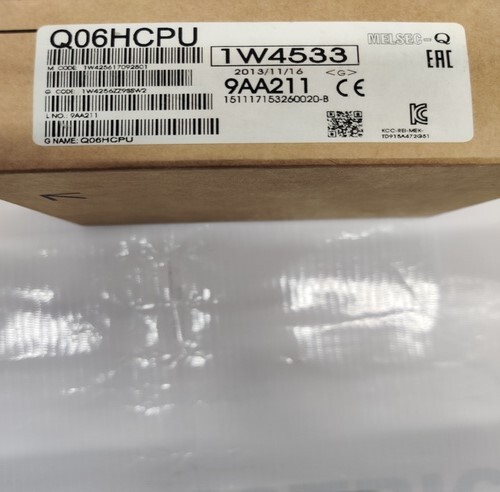 Q06HCPU
1W4533
MELSEC-Q
EAC
2013/11/16 <G>
9AA211 CE
151117153260020-B
L NO. 9AA211
G NAME: Q06HCPU